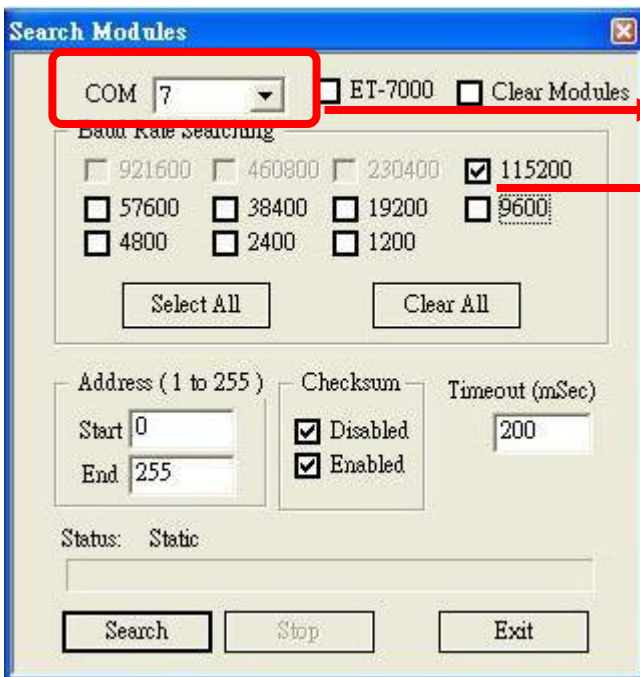 Search Modules
COM 7 ET-7000 Clear Modules
Baud Rate Searching
921600 460800 230400 115200
57600 38400 19200 9600
4800 2400 1200
Select All Clear All
Address ( 1 to 255 ) Checksum Timeout (mSec)
Start 0 Disabled 200
End 255 Enabled
Status: Static
Search Stop Exit